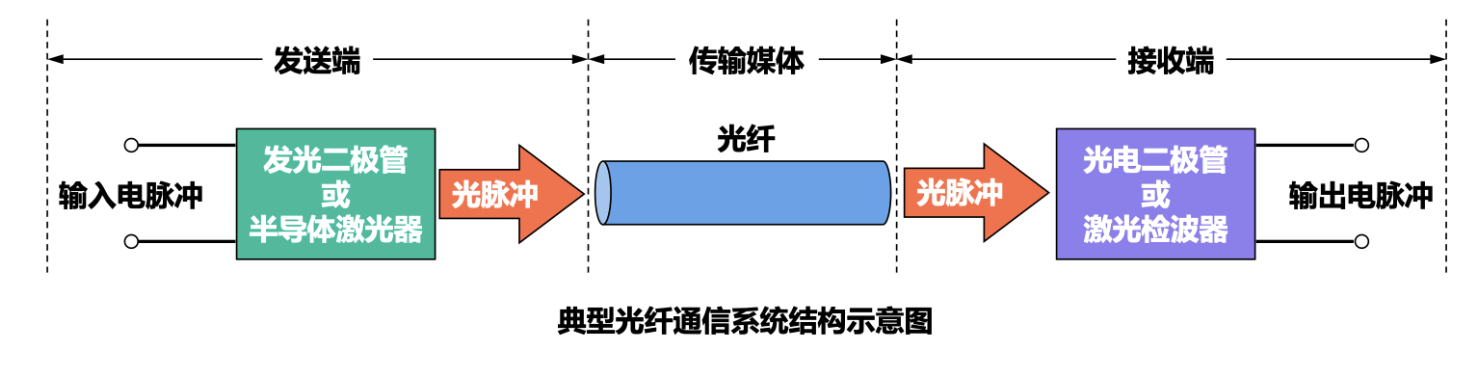 发送端
传输媒体
接收端
光纤
输入电脉冲
发光二极管
或
半导体激光器
光脉冲
光脉冲
光电二极管
或
激光检波器
输出电脉冲
典型光纤通信系统结构示意图